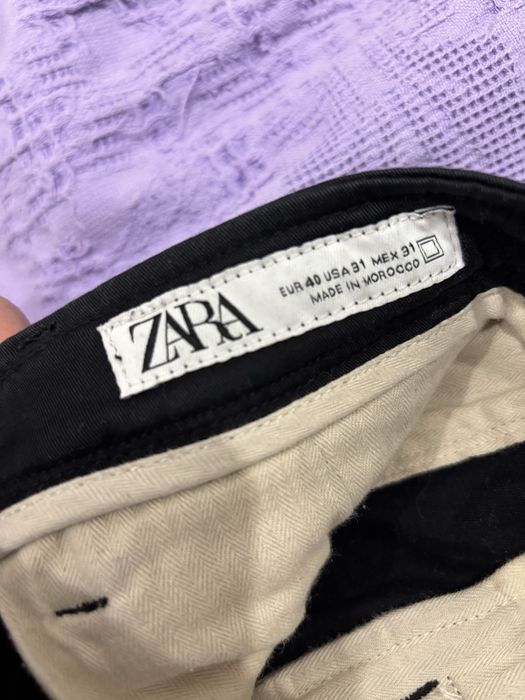 ZARA
EUR 40 USA 31 MEX 31
MADE IN MOROCCO